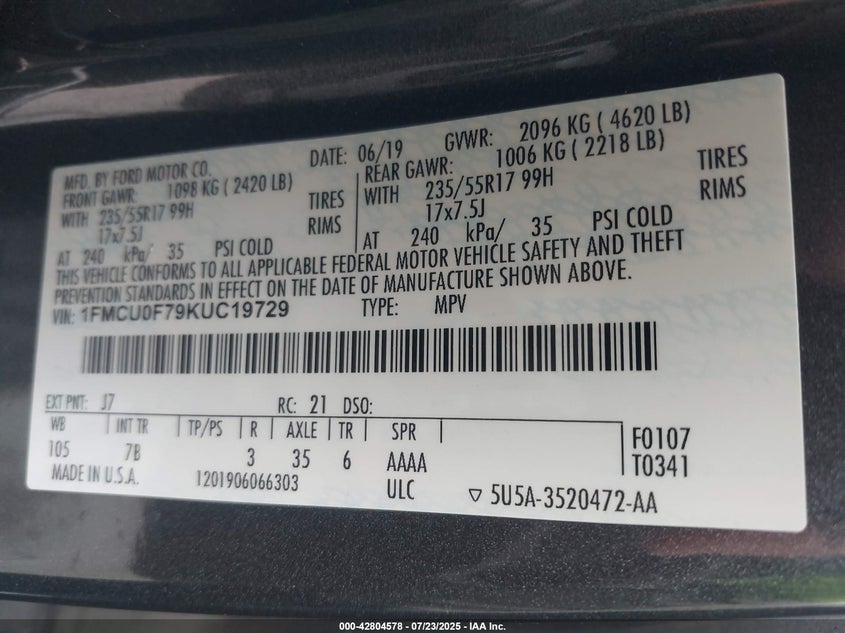 MFD. BY FORD MOTOR CO. DATE: 06/19 GVWR: 2096 KG ( 4620 LB)
FRONT GAWR: 1098 KG ( 2420 LB)
WITH 235/55R17 99H TIRES
17x7.5J RIMS
AT 240 kPa/ 35 PSI COLD
REAR GAWR: 1006 KG ( 2218 LB)
WITH 235/55R17 99H TIRES
17x7.5J RIMS
AT 240 kPa/ 35 PSI COLD
THIS VEHICLE CONFORMS TO ALL APPLICABLE FEDERAL MOTOR VEHICLE SAFETY AND THEFT
PREVENTION STANDARDS IN EFFECT ON THE DATE OF MANUFACTURE SHOWN ABOVE.
VIN: 1FMCU0F79KUC19729 TYPE: MPV
EXT PNT: J7 RC: 21 DSO:
WB INT TR TP/PS R AXLE TR SPR
105 7B 3 35 6 AAAA
F0107
T0341
MADE IN U.S.A. 1201906066303 ULC
▽ 5U5A-3520472-AA
000-42804578 - 07/23/2025 - IAA Inc.